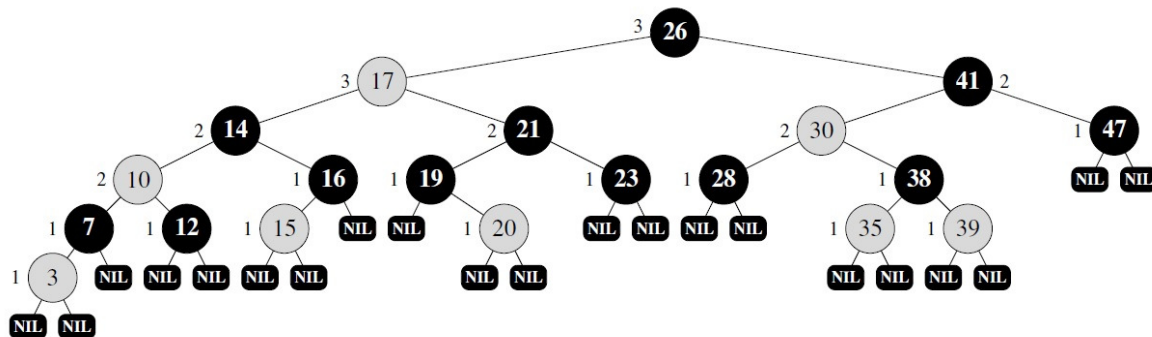 3 26
3 17 41 2
2 14 2 21 2 30 1 47
2 10 1 16 1 19 1 23 1 28 1 38 NIL NIL
1 7 1 12 1 15 NIL NIL 1 20 NIL NIL NIL NIL 1 35 1 39
1 3 NIL NIL NIL NIL NIL NIL NIL NIL NIL NIL NIL
NIL NIL